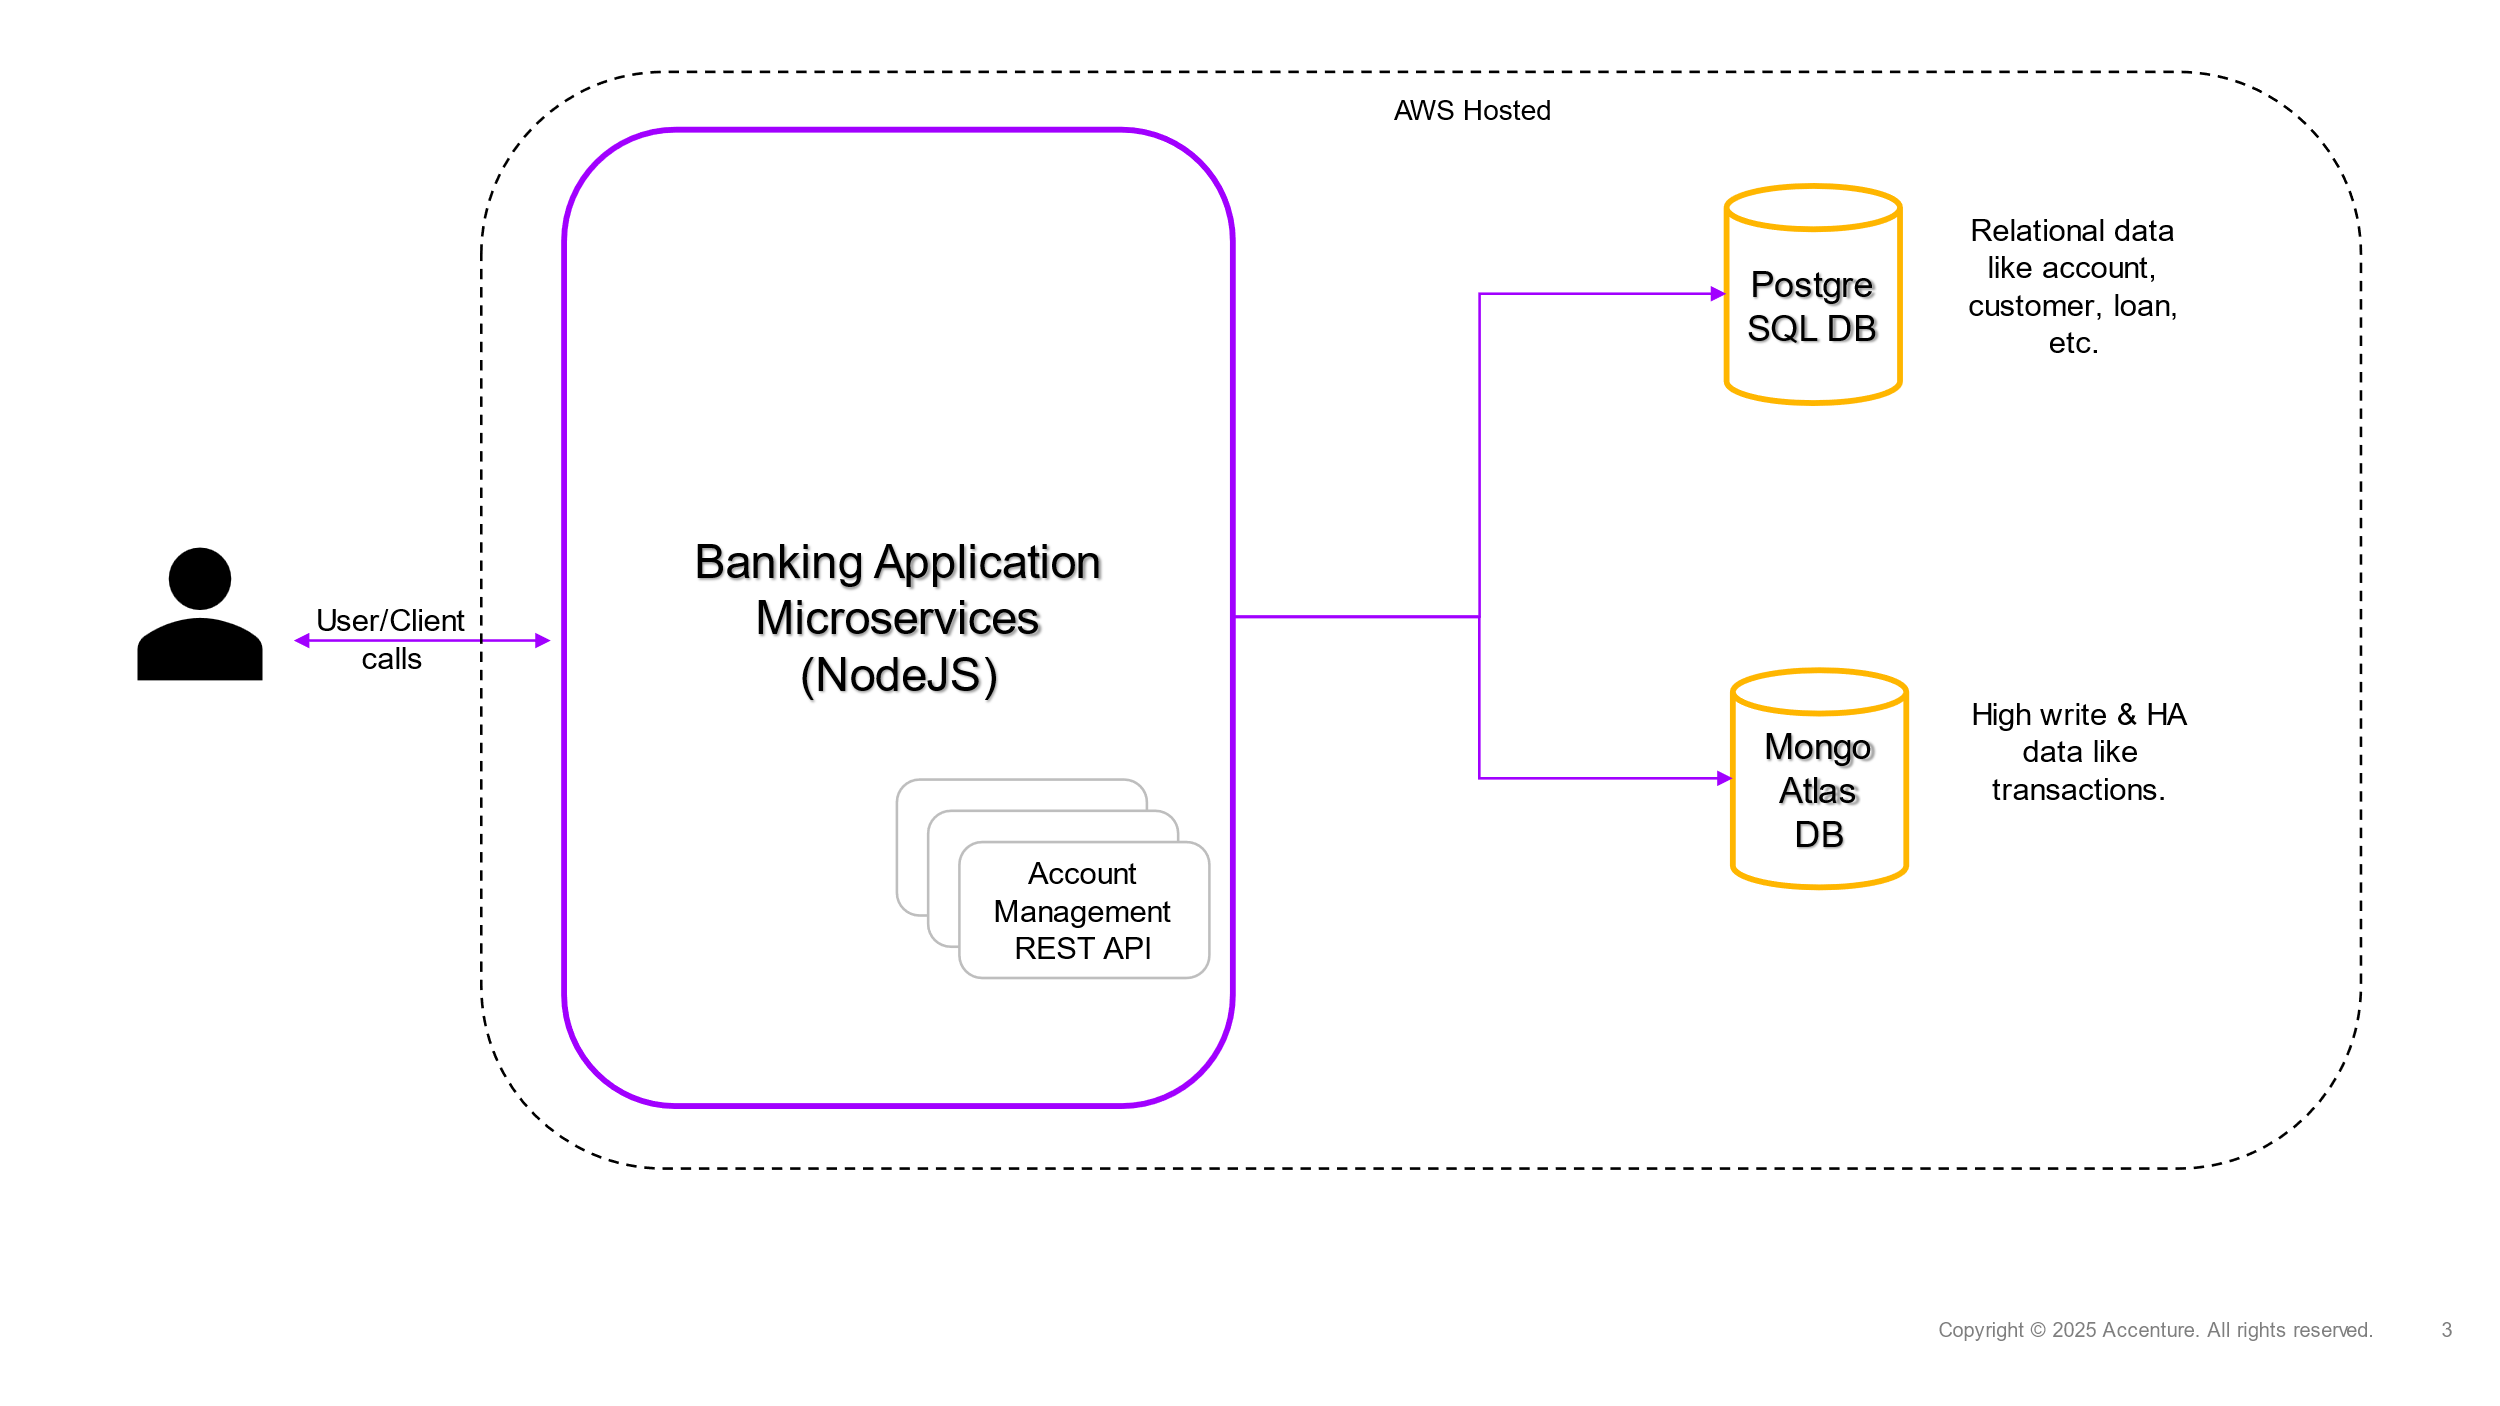 AWS Hosted
Postgre
SQL DB
Relational data
like account,
customer, loan,
etc.
User/Client
calls
Banking Application
Microservices
(NodeJS)
Mongo
Atlas
DB
High write & HA
data like
transactions.
Account
Management
REST API
Copyright © 2025 Accenture. All rights reserved.
3